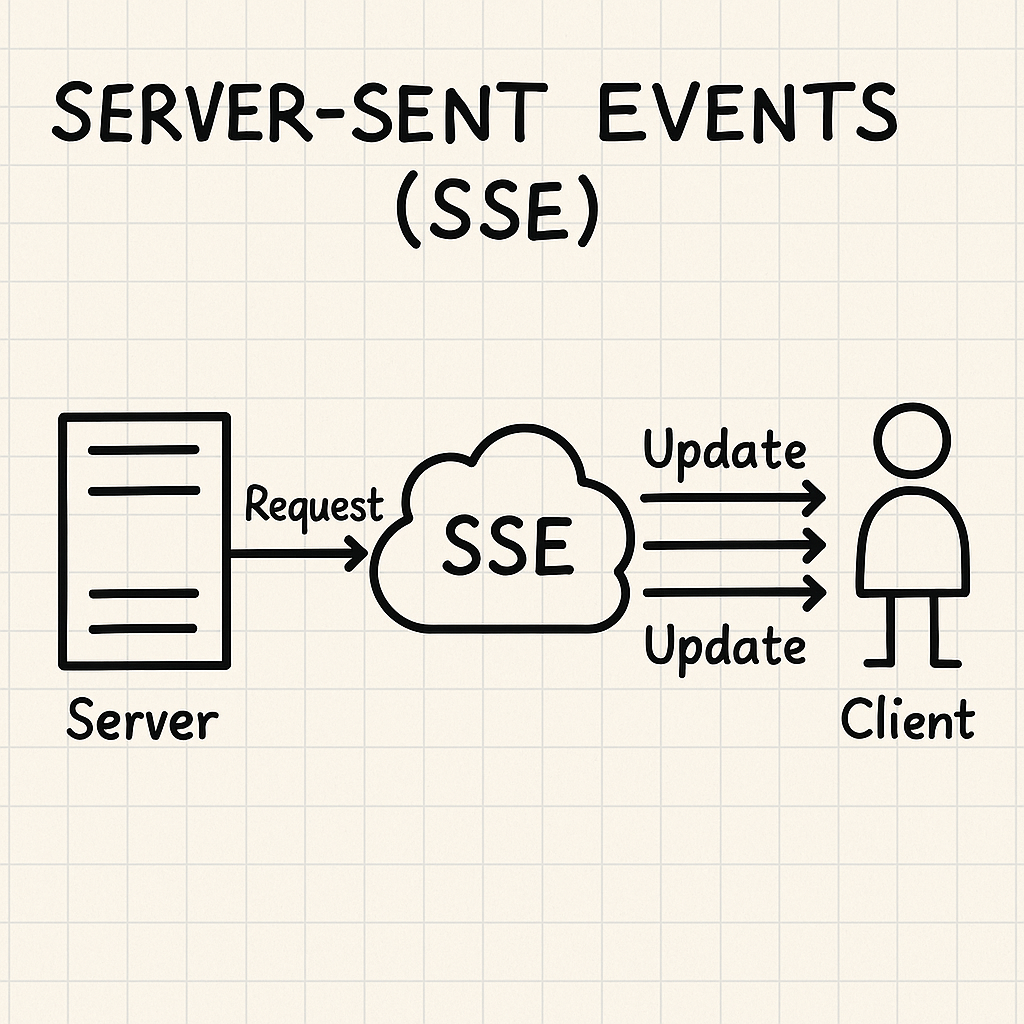 SERVER-SENT EVENTS
(SSE)
Request
SSE
Update
Update
Server
Client